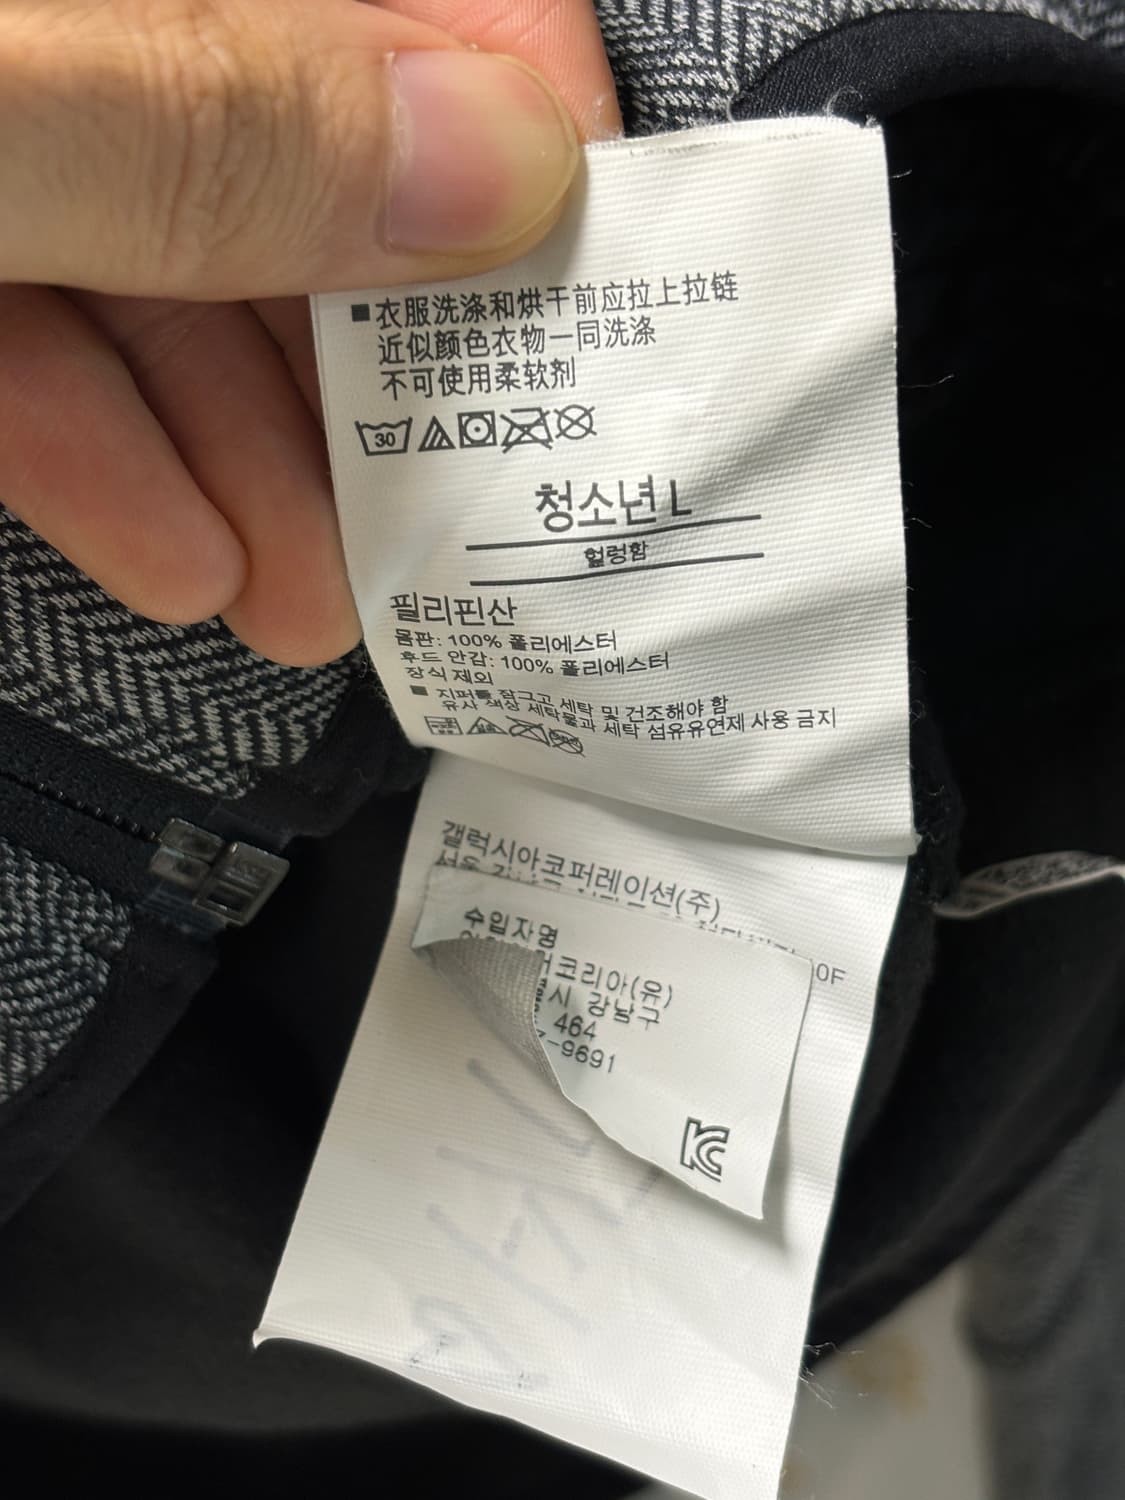 ■衣服洗涤和烘干前应拉上拉链
近似颜色衣物一同洗涤
不可使用柔软剂
30
청소년 L
헐렁함
필리핀산
몸판: 100% 폴리에스터
후드 안감: 100% 폴리에스터
장식 제외
■ 지퍼를 잠그고 세탁 및 건조해야 함
유사 색상 세탁물과 세탁 섬유유연제 사용 금지
갤럭시아코퍼레이션(주)
0F
수입자명
코리아(유)
시 강남구
464
-9691
KC